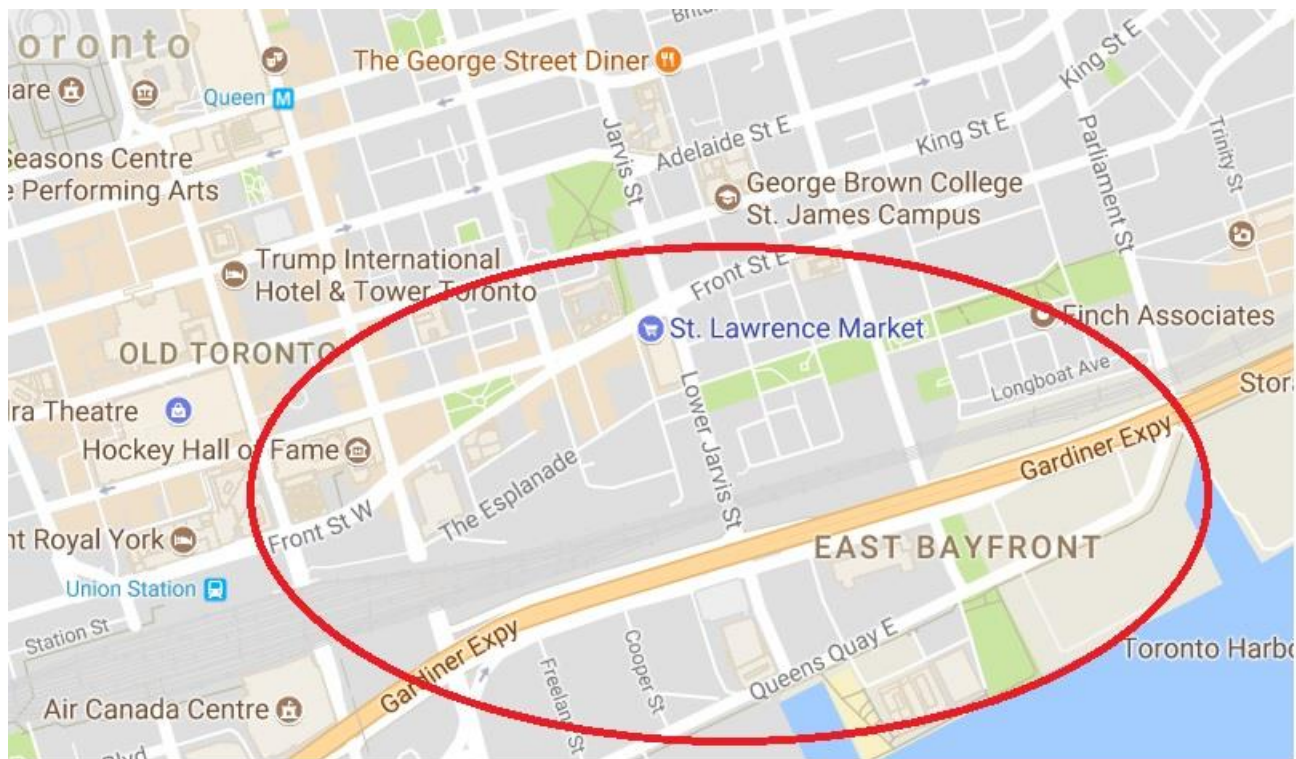 oronto
The George Street Diner
are
Queen M
King St E
Jarvis St
Adelaide St E
King St E
Parliament St
Trinity St
Seasons Centre
e Performing Arts
George Brown College
St. James Campus
Trump International
Hotel & Tower Toronto
Front St E
St. Lawrence Market
Finch Associates
OLD TORONTO
Longboat Ave
Stor
ra Theatre
Lower Jarvis St
Hockey Hall of Fame
Gardiner Expy
The Esplanade
Front St W
nt Royal York
EAST BAYFRONT
Union Station
Station St
Gardiner Expy
Cooper St
Queens Quay E
Toronto Harbo
Freeland St
Air Canada Centre
Blvd